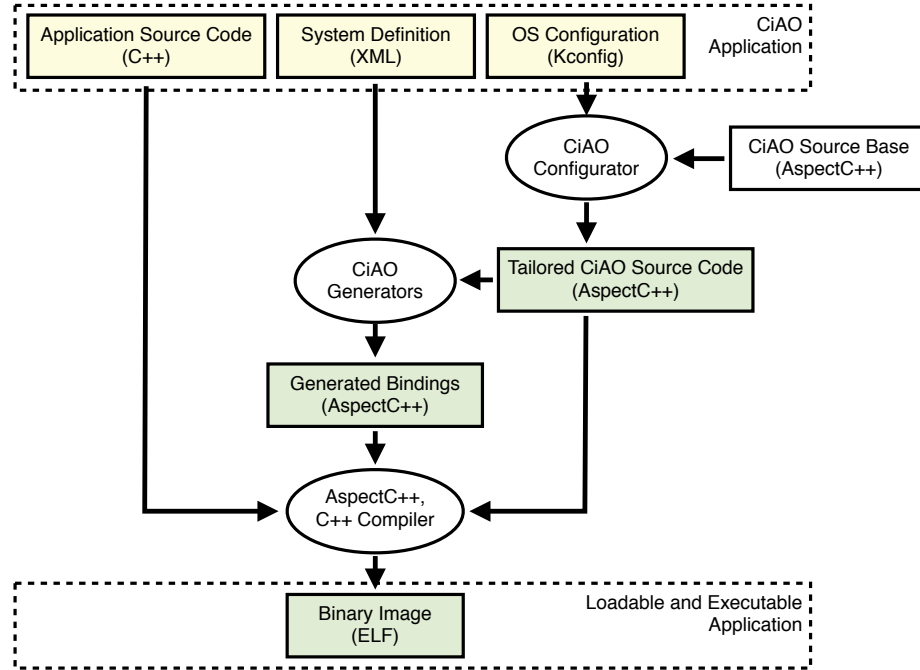 Application Source Code
(C++)
System Definition
(XML)
OS Configuration
(Kconfig)
CiAO
Application
CiAO
Configurator
CiAO Source Base
(AspectC++)
CiAO
Generators
Tailored CiAO Source Code
(AspectC++)
Generated Bindings
(AspectC++)
AspectC++,
C++ Compiler
Binary Image
(ELF)
Loadable and Executable
Application